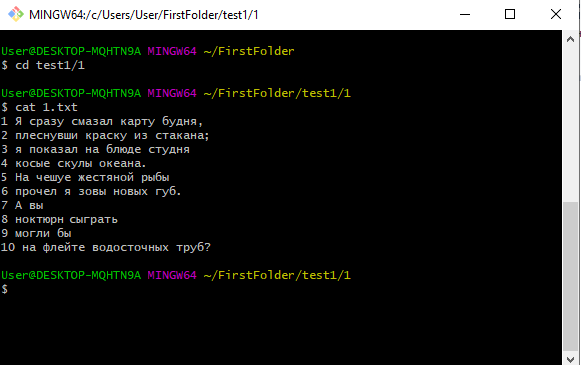 MINGW64:/c/Users/User/FirstFolder/test1/1
User@DESKTOP-MQHTN9A MINGW64 ~/FirstFolder
$ cd test1/1
User@DESKTOP-MQHTN9A MINGW64 ~/FirstFolder/test1/1
$ cat 1.txt
1 Я сразу смазал карту будня,
2 плеснувши краску из стакана;
3 я показал на блюде студня
4 косые скулы океана.
5 На чешуе жестяной рыбы
6 прочел я зовы новых губ.
7 А вы
8 ноктюрн сыграть
9 могли бы
10 на флейте водосточных труб?
User@DESKTOP-MQHTN9A MINGW64 ~/FirstFolder/test1/1
$